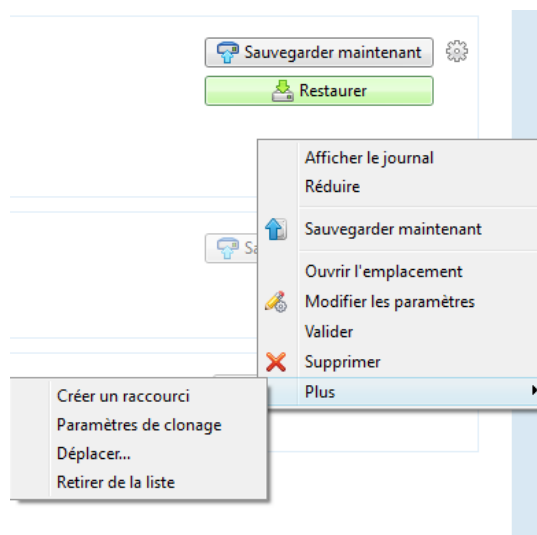 Sauvegarder maintenant
Restaurer
Afficher le journal
Réduire
Sauvegarder maintenant
Ouvrir l'emplacement
Modifier les paramètres
Valider
Supprimer
Plus
Créer un raccourci
Paramètres de clonage
Déplacer...
Retirer de la liste